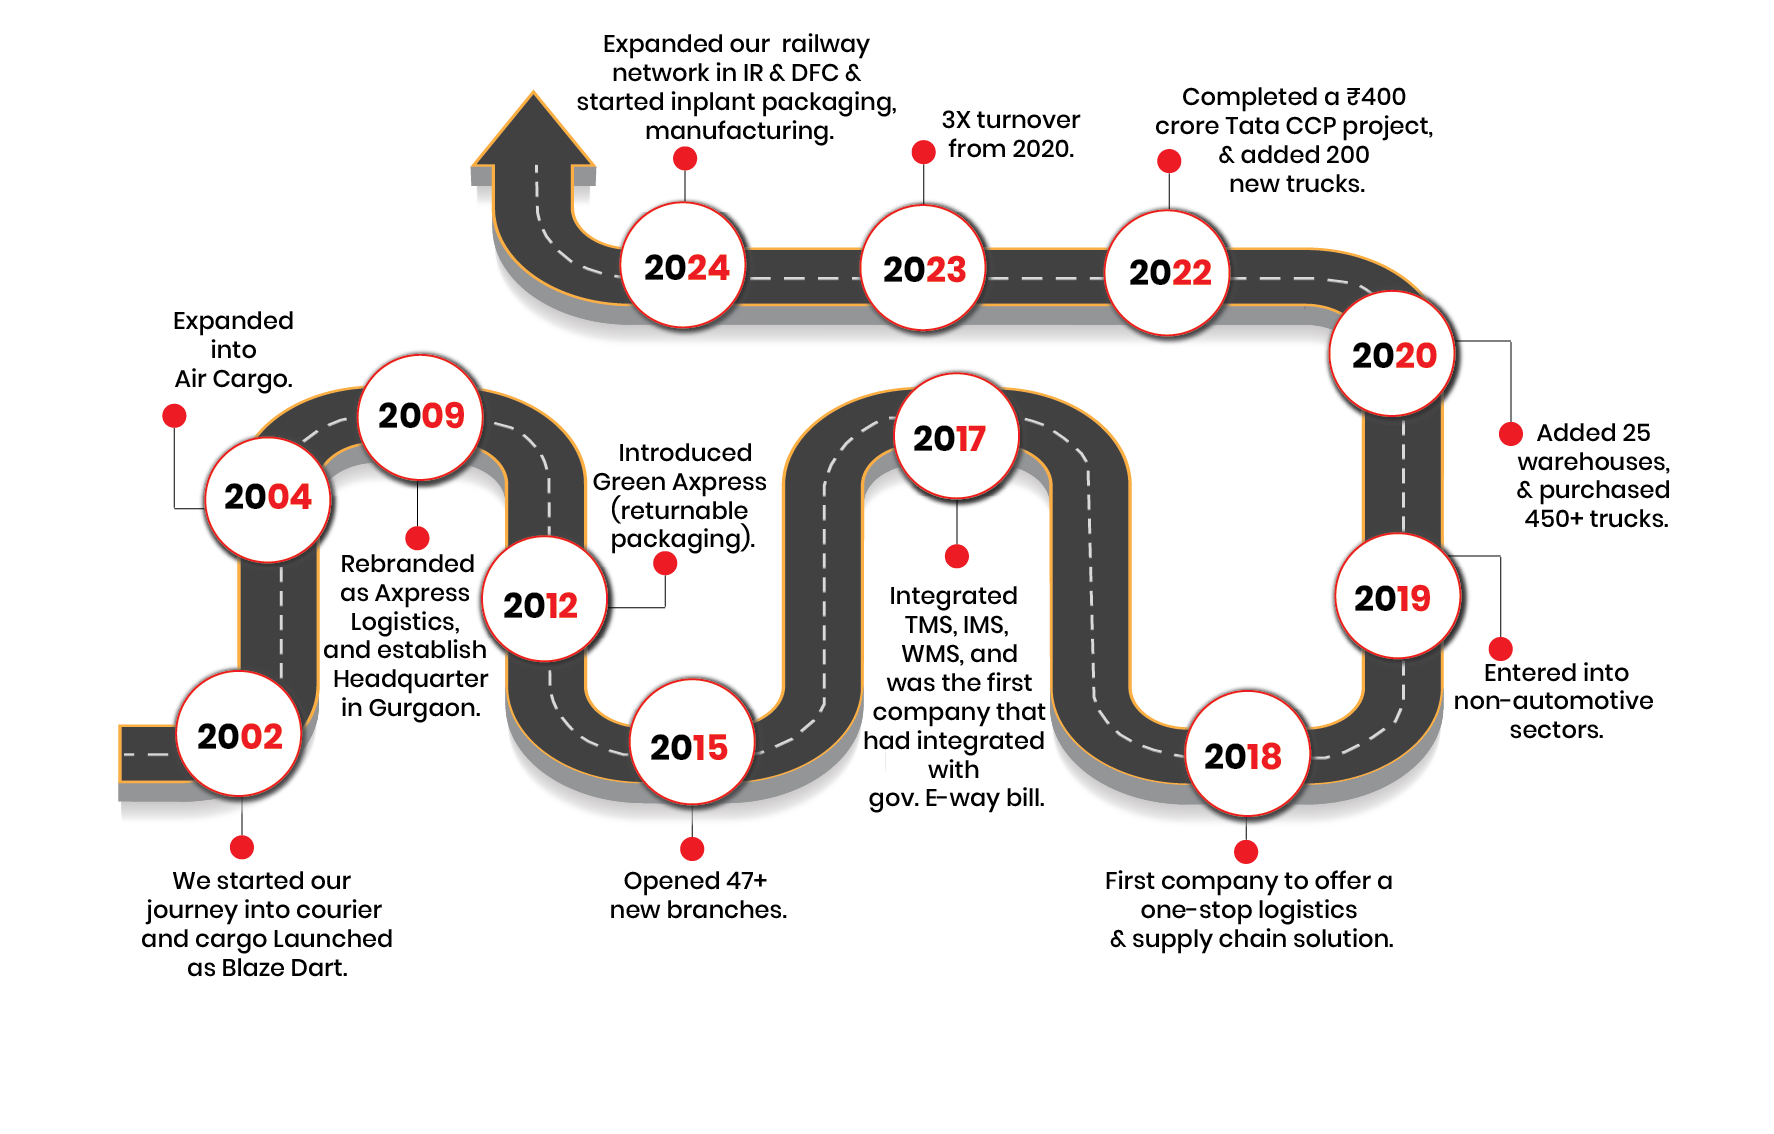 Expanded our railway
network in IR & DFC &
started inplant packaging,
manufacturing.
2024
3X turnover
from 2020.
2023
Completed a ₹400
crore Tata CCP project,
& added 200
new trucks.
2022
2020
Added 25
warehouses,
& purchased
450+ trucks.
Expanded
into
Air Cargo.
2004
2009
Rebranded
as Axpress
Logistics,
and establish
Headquarter
in Gurgaon.
Introduced
Green Axpress
(returnable
packaging).
2012
2017
Integrated
TMS, IMS,
WMS, and
was the first
company that
had integrated
with
gov. E-way bill.
2019
Entered into
non-automotive
sectors.
2002
We started our
journey into courier
and cargo Launched
as Blaze Dart.
2015
Opened 47+
new branches.
2018
First company to offer a
one-stop logistics
& supply chain solution.